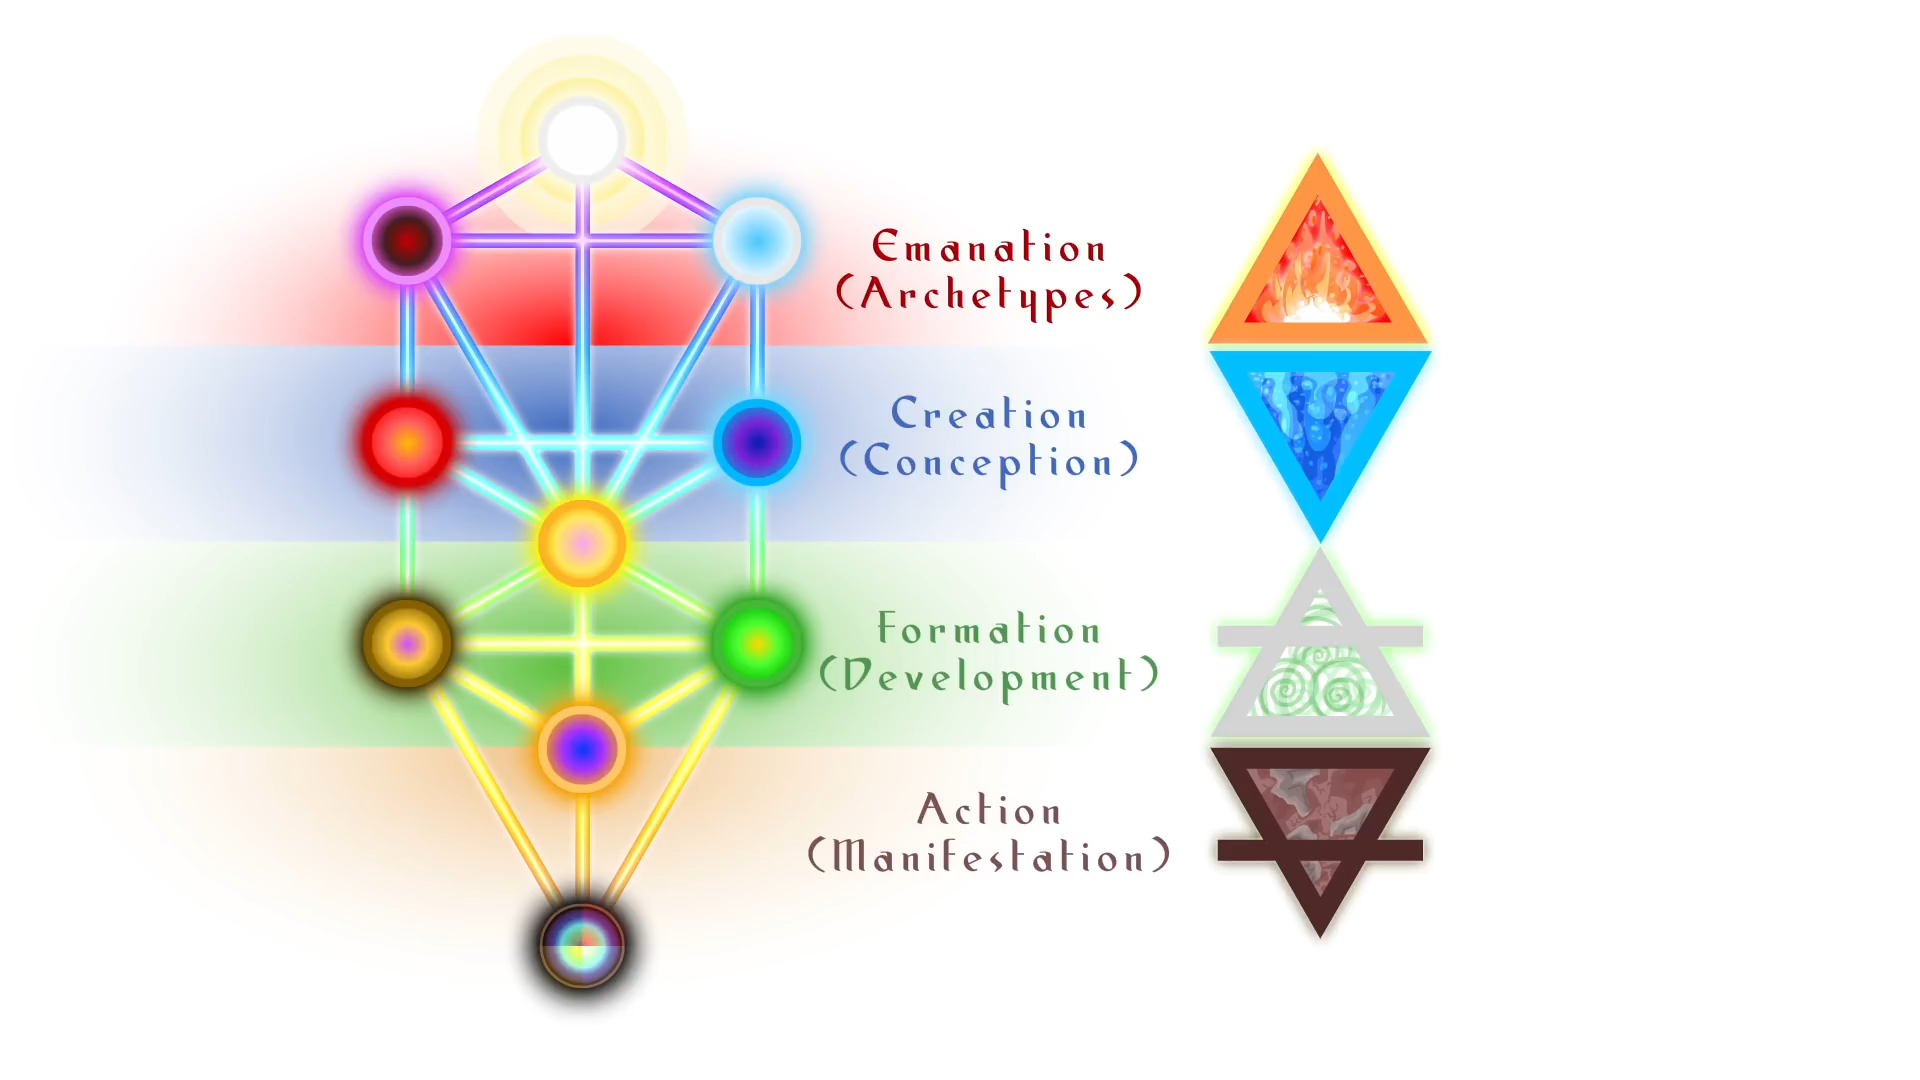 Emanation
(Archetypes)
Creation
(Conception)
Formation
(Development)
Action
(Manifestation)